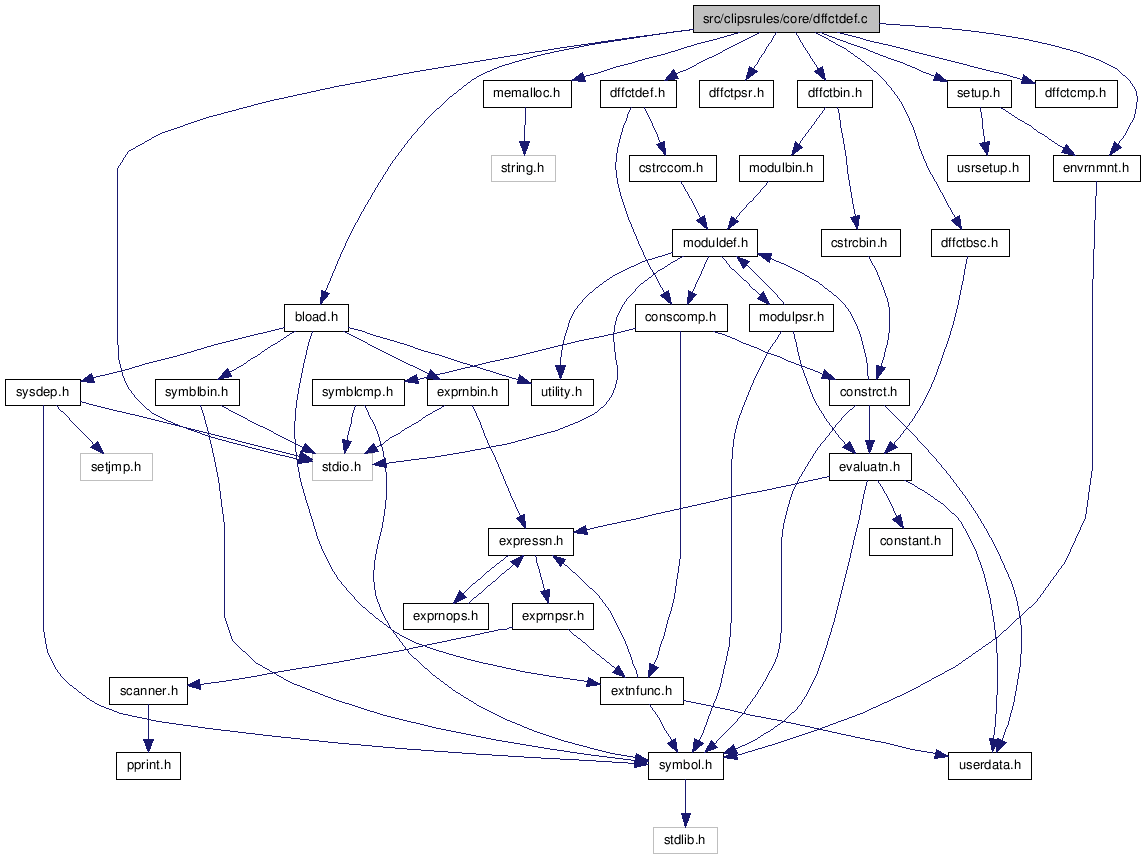 src/clipsrules/core/dffctdef.c
memalloc.h
dffctdef.h
dffctpsr.h
dffctbin.h
setup.h
dffctcmp.h
string.h
cstrccom.h
modulbin.h
usrsetup.h
envrnmnt.h
moduldef.h
cstrcbin.h
dffctbsc.h
bload.h
conscomp.h
modulpsr.h
sysdep.h
symblbin.h
symblcmp.h
exprnbin.h
utility.h
constrct.h
setjmp.h
stdio.h
evaluatn.h
expressn.h
constant.h
exprnops.h
exprnpsr.h
scanner.h
extnfunc.h
pprint.h
symbol.h
userdata.h
stdlib.h